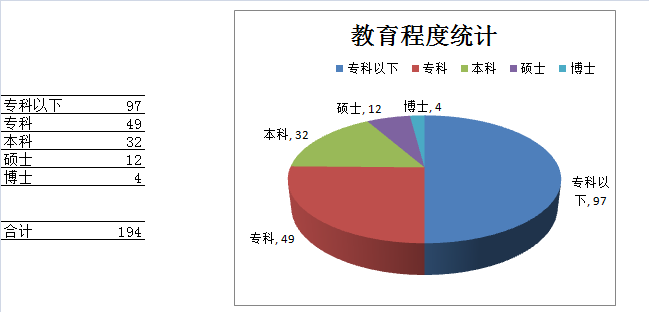 专科以下 97
专科 49
本科 32
硕士 12
博士 4
合计 194
教育程度统计
专科以下 专科 本科 硕士 博士
硕士, 12
博士, 4
本科, 32
专科以
下, 97
专科, 49